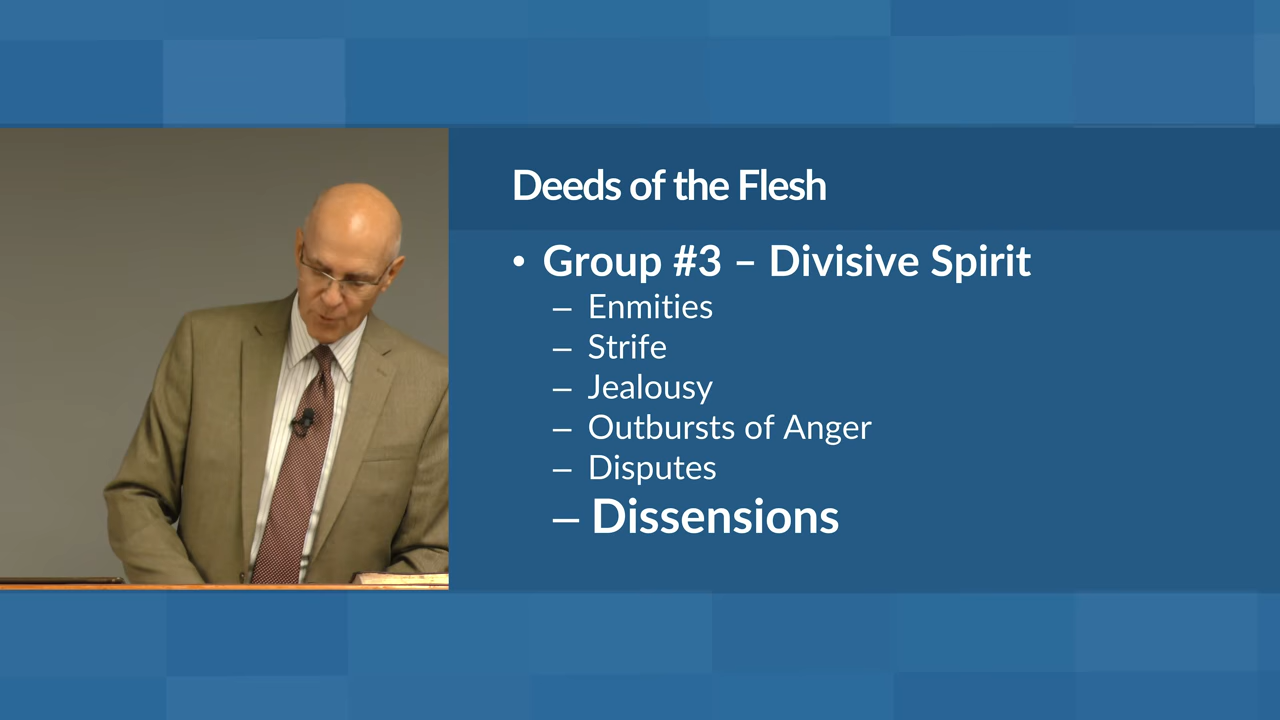 Deeds of the Flesh
• Group #3 – Divisive Spirit
– Enmities
– Strife
– Jealousy
– Outbursts of Anger
– Disputes
– Dissensions